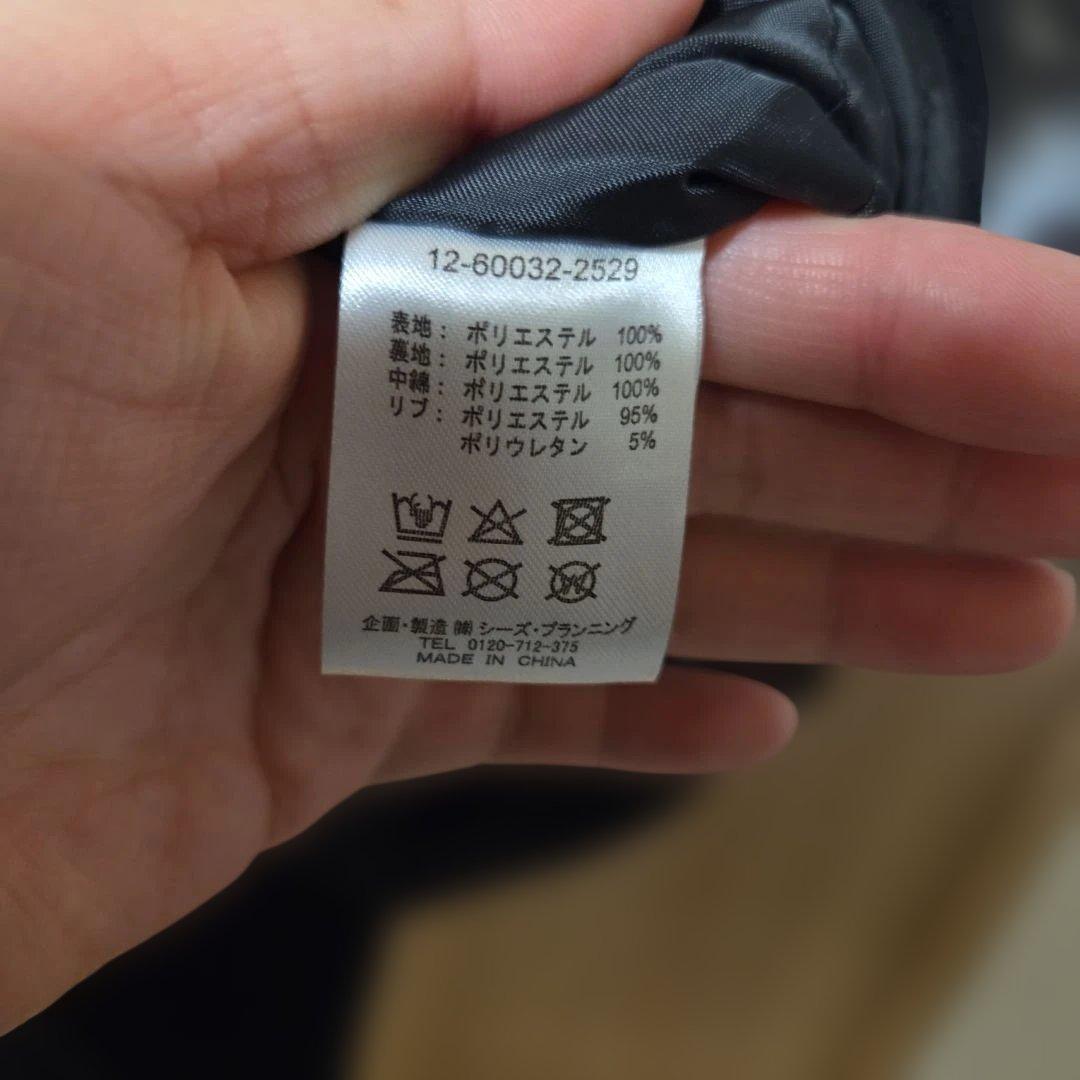 12-60032-2529
表地： ポリエステル 100%
裏地： ポリエステル 100%
中綿： ポリエステル 100%
リブ： ポリエステル 95%
ポリウレタン 5%
企画・製造 ㈱シーズ・プランニング
TEL 0120-712-375
MADE IN CHINA